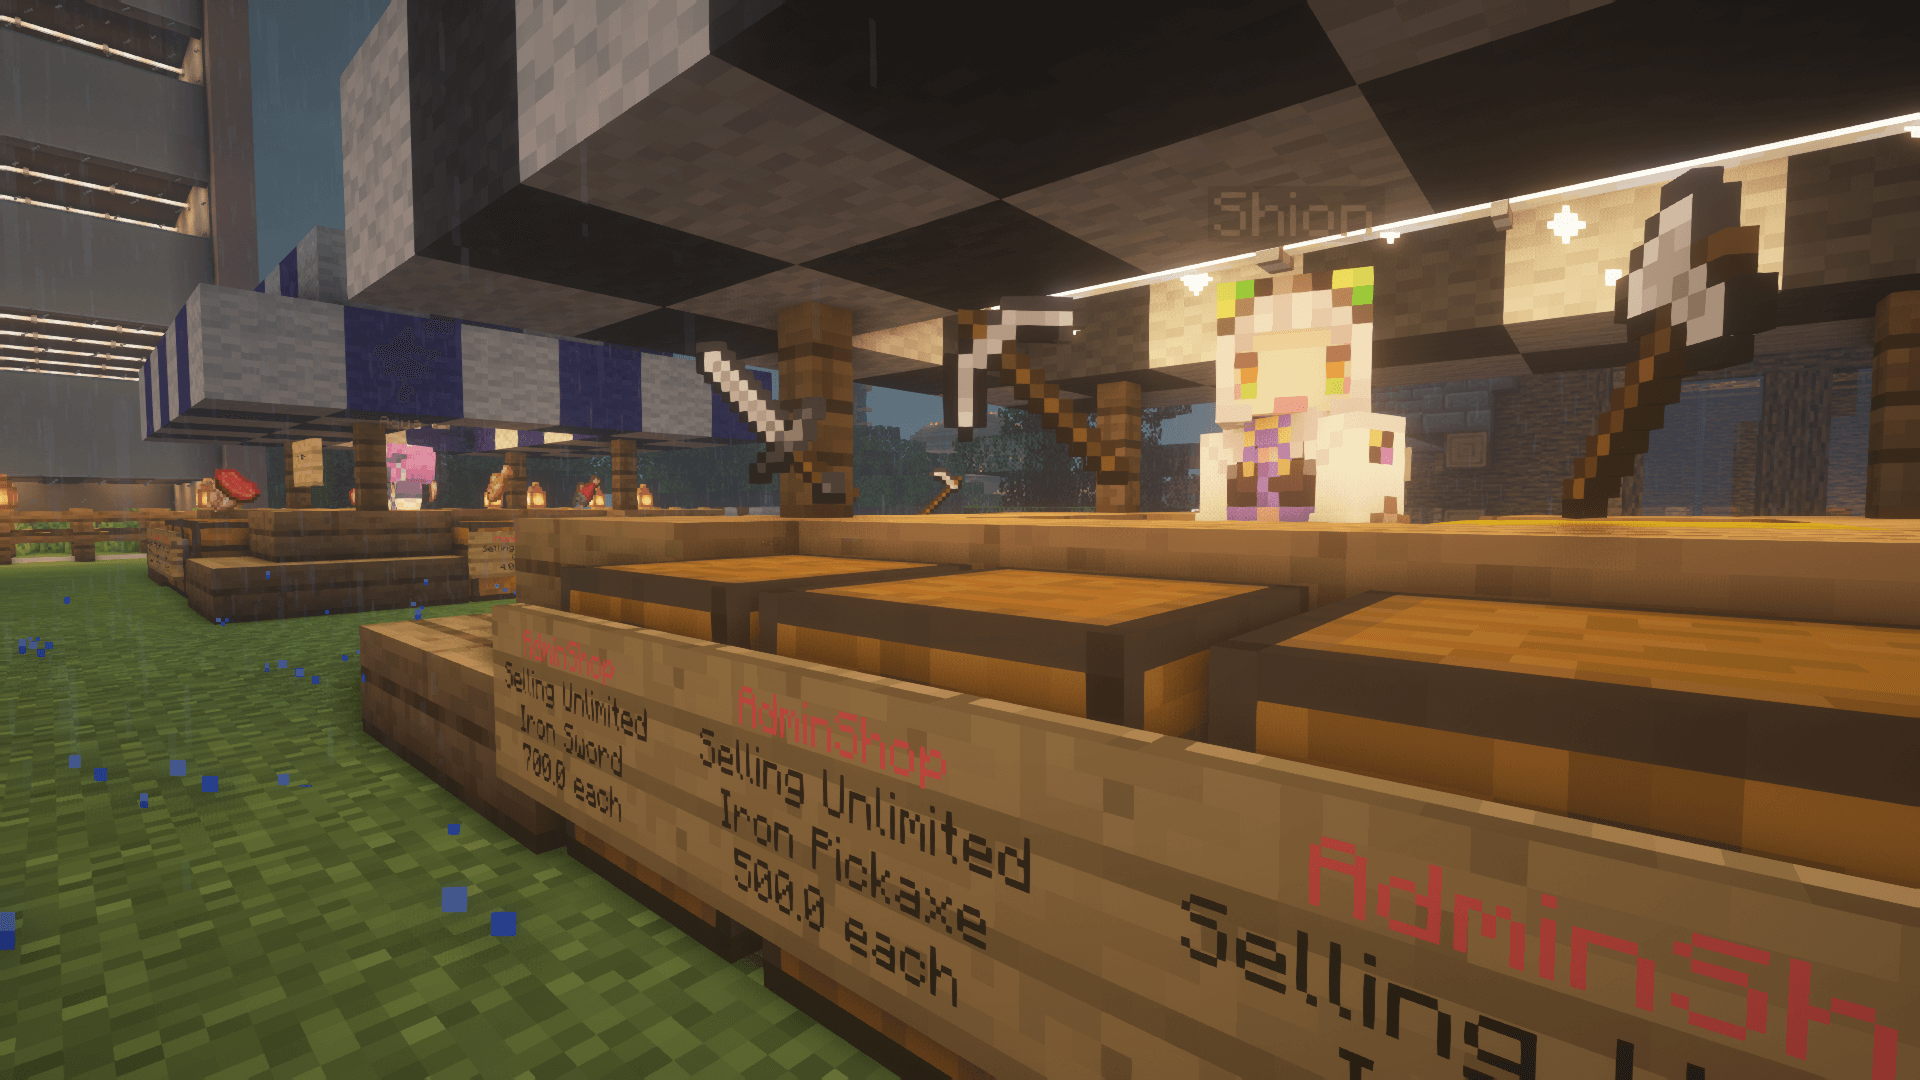 Shion
AdminShop
Selling Unlimited
Iron Sword
700.0 each
AdminShop
Selling Unlimited
Iron Pickaxe
500.0 each
AdminSh
Selling
Selling